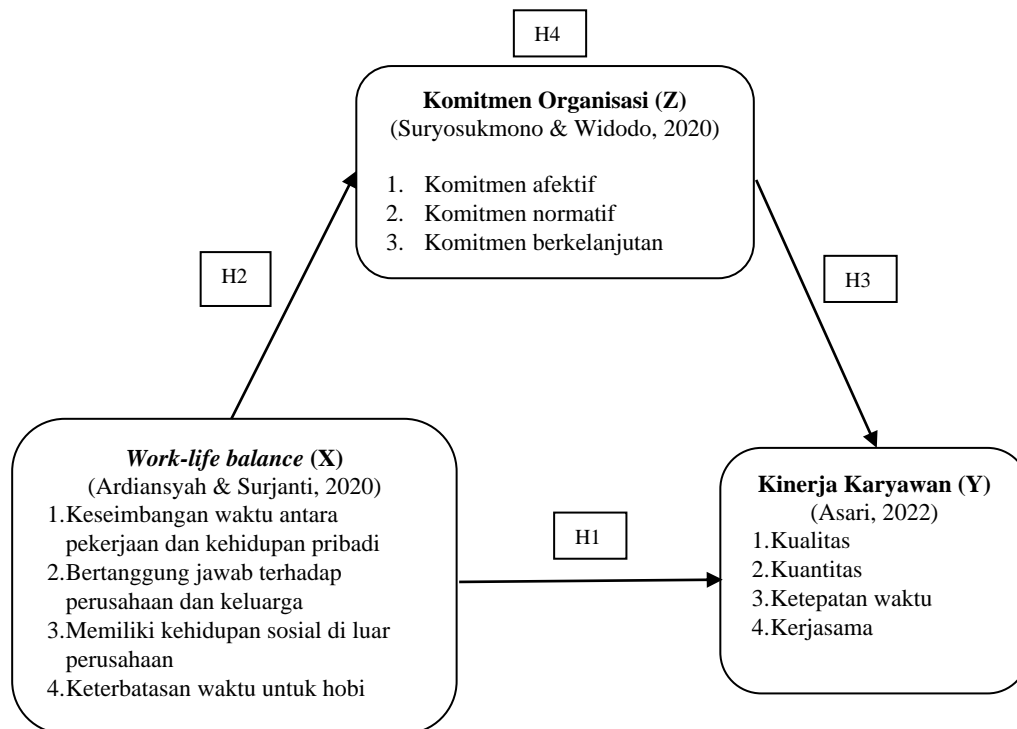 H4
Komitmen Organisasi (Z)
(Suryosukmono & Widodo, 2020)
1. Komitmen afektif
2. Komitmen normatif
3. Komitmen berkelanjutan
H2
H3
Work-life balance (X)
(Ardiansyah & Surjanti, 2020)
1.Keseimbangan waktu antara
pekerjaan dan kehidupan pribadi
2.Bertanggung jawab terhadap
perusahaan dan keluarga
3.Memiliki kehidupan sosial di luar
perusahaan
4.Keterbatasan waktu untuk hobi
H1
Kinerja Karyawan (Y)
(Asari, 2022)
1.Kualitas
2.Kuantitas
3.Ketepatan waktu
4.Kerjasama